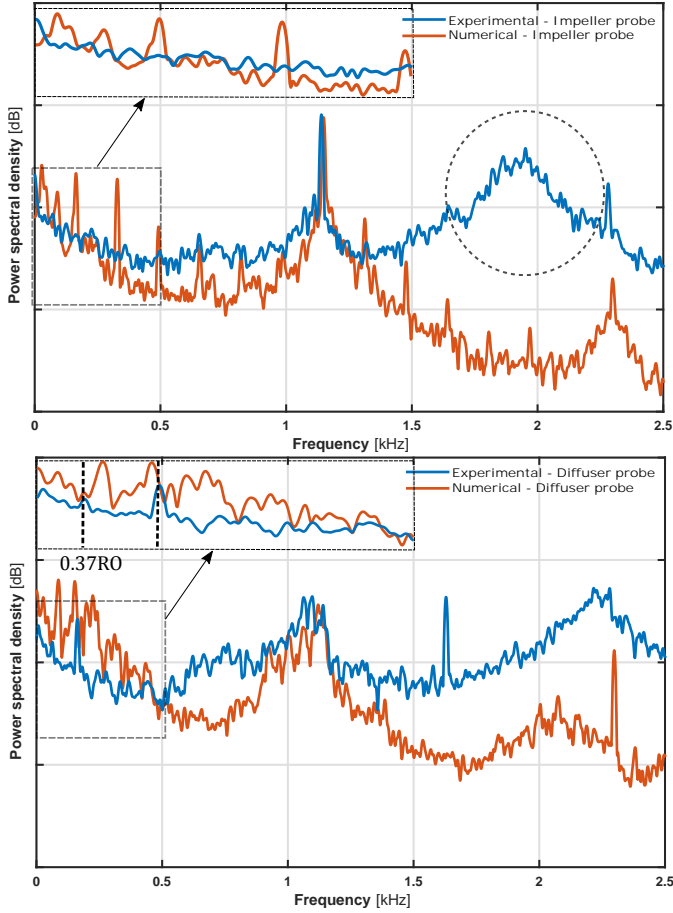 Experimental - Impeller probe
Numerical - Impeller probe
Power spectral density [dB]
0 0.5 1 1.5 2 2.5
Frequency [kHz]
Experimental - Diffuser probe
Numerical - Diffuser probe
0.37RO
Power spectral density [dB]
0 0.5 1 1.5 2 2.5
Frequency [kHz]